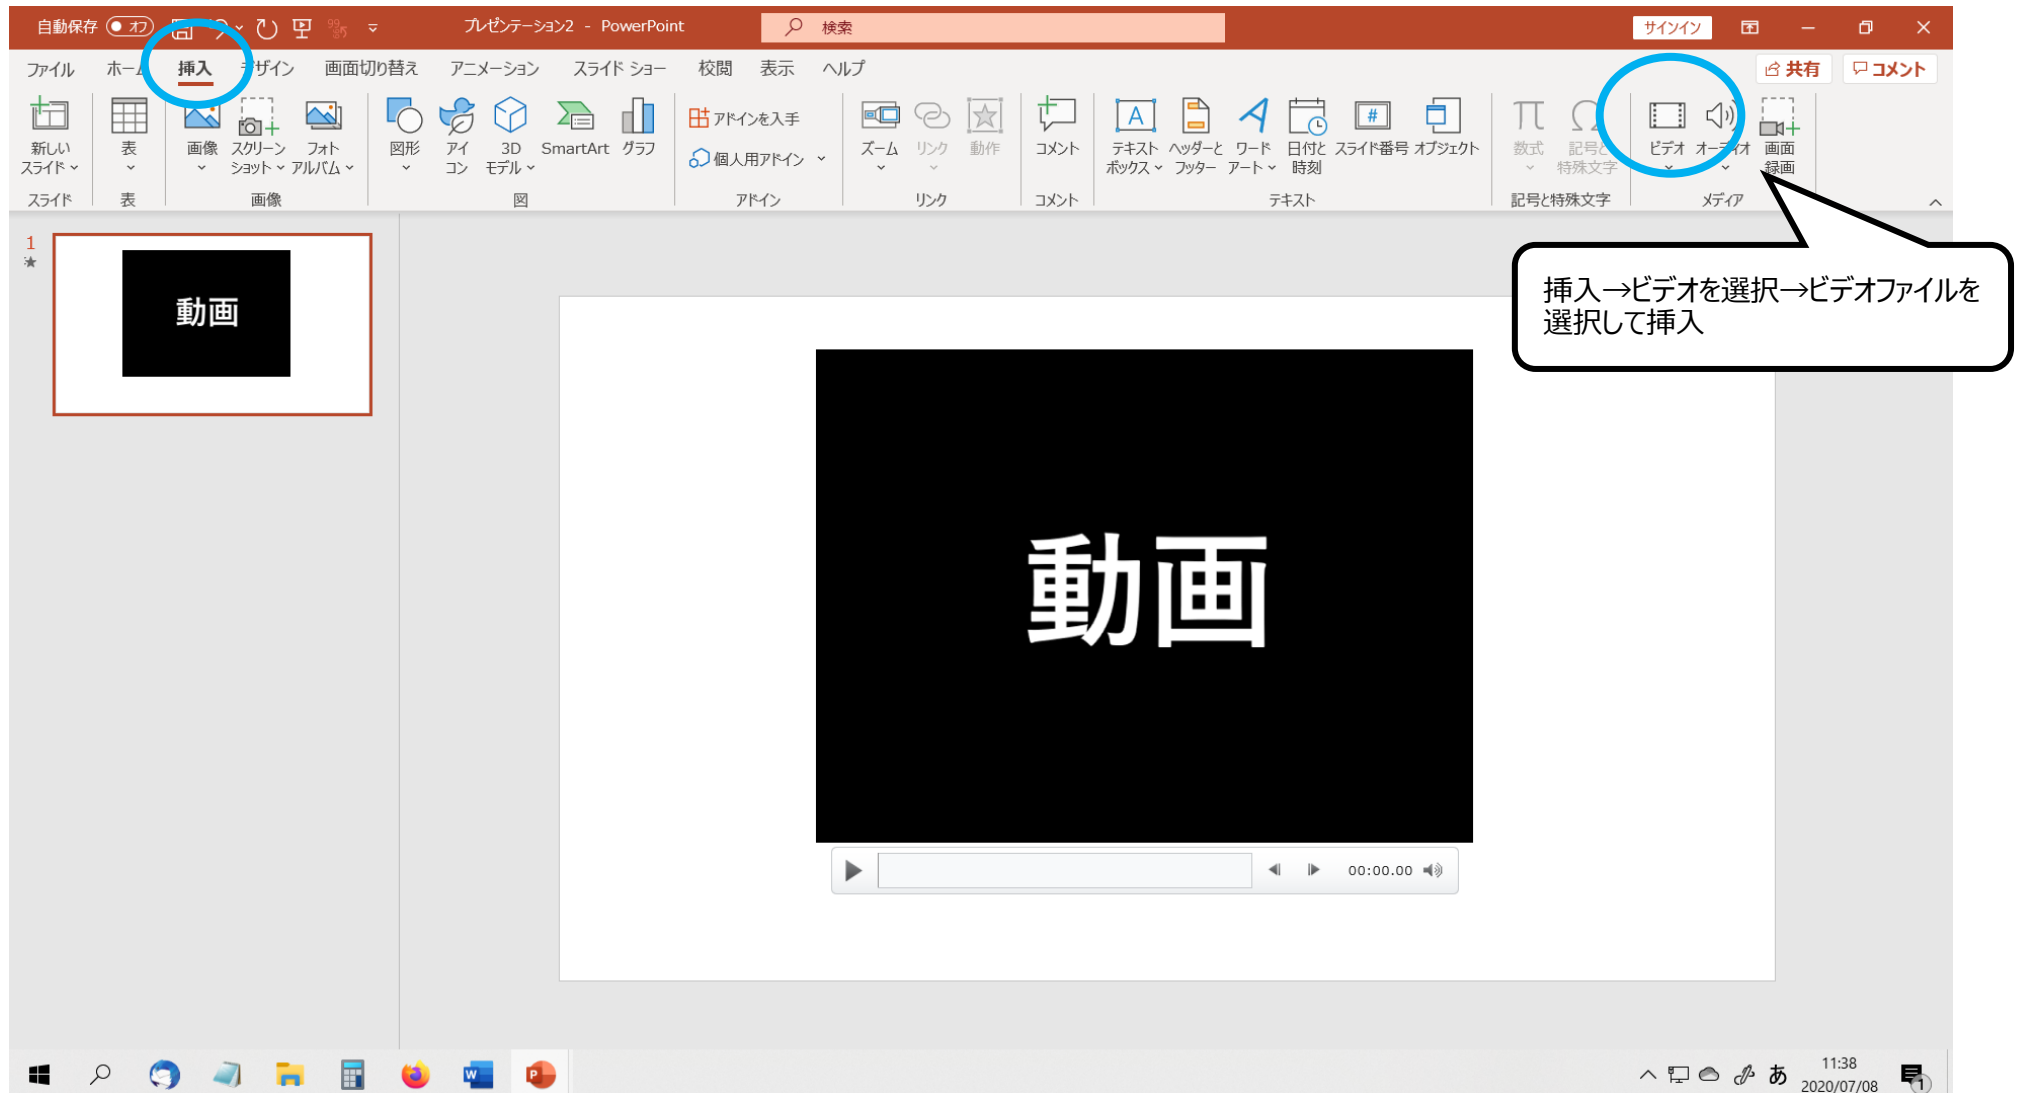 自動保存 オフ プレゼンテーション2 - PowerPoint 検索 サインイン
ファイル ホーム 挿入 デザイン 画面切り替え アニメーション スライド ショー 校閲 表示 ヘルプ 共有 コメント
新しい
スライド
表
画像
スクリーン
ショット
フォト
アルバム
図形
アイ
コン
3D
モデル
SmartArt
グラフ
アドインを入手
個人用アドイン
ズーム
リンク
動作
コメント
テキスト
ボックス
ヘッダーと
フッター
ワード
アート
日付と
時刻
スライド番号
オブジェクト
数式
記号と
特殊文字
ビデオ
オーディオ
画面
録画
スライド 表 画像 図 アドイン リンク コメント テキスト 記号と特殊文字 メディア
挿入→ビデオを選択→ビデオファイルを
選択して挿入
1
動画
動画
00:00.00
あ
11:38
2020/07/08
1